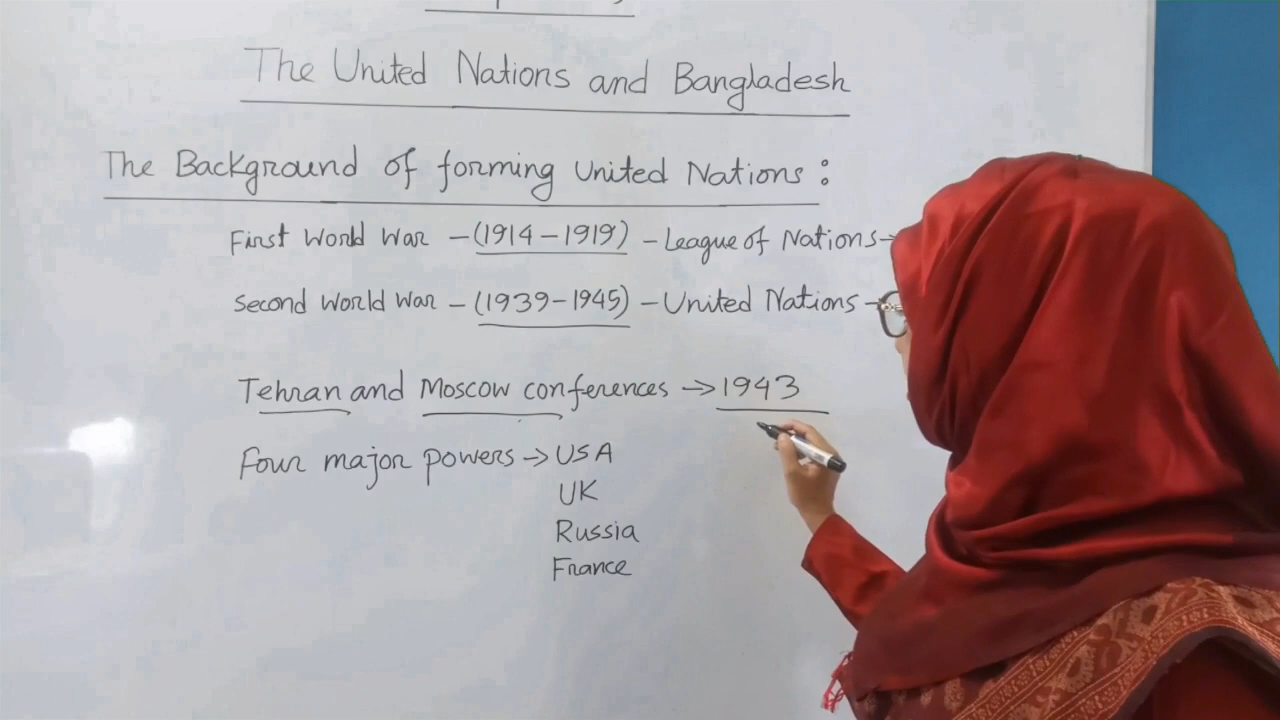 The United Nations and Bangladesh
The Background of forming United Nations:
First World War – (1914 – 1919) – League of Nations –
Second World War – (1939 – 1945) – United Nations –
Tehran and Moscow conferences → 1943
Four major powers → USA
UK
Russia
France